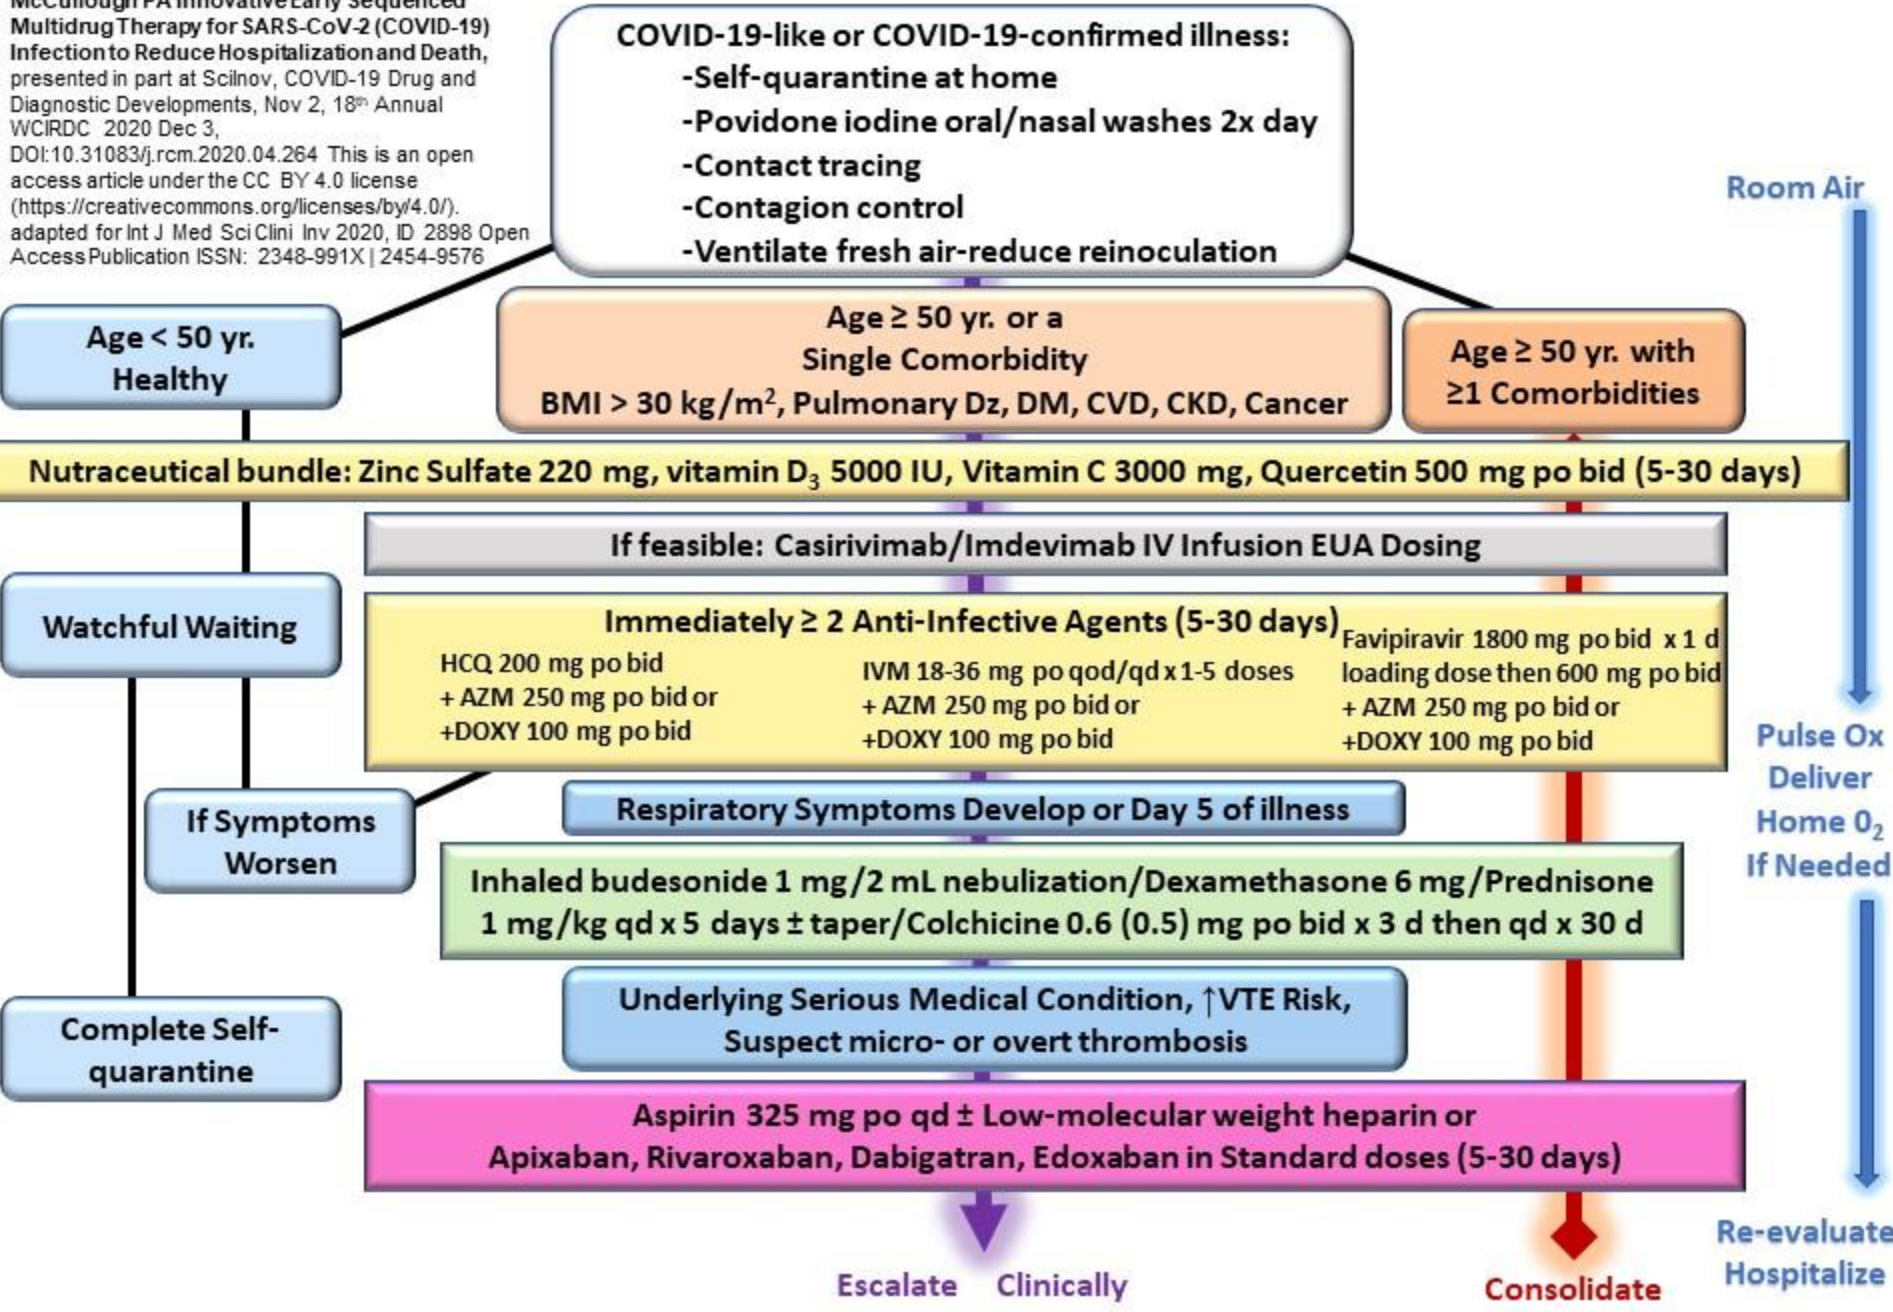 McCullough PA Innovative Early Sequenced
Multidrug Therapy for SARS-CoV-2 (COVID-19)
Infection to Reduce Hospitalization and Death,
presented in part at Scilnov, COVID-19 Drug and
Diagnostic Developments, Nov 2, 18th Annual
WCIRDC 2020 Dec 3,
DOI:10.31083/j.rcm.2020.04.264 This is an open
access article under the CC BY 4.0 license
(https://creativecommons.org/licenses/by/4.0/).
adapted for Int J Med Sci Clini Inv 2020, ID 2898 Open
Access Publication ISSN: 2348-991X | 2454-9576
COVID-19-like or COVID-19-confirmed illness:
-Self-quarantine at home
-Povidone iodine oral/nasal washes 2x day
-Contact tracing
-Contagion control
-Ventilate fresh air-reduce reinoculation
Room Air
Age < 50 yr.
Healthy
Age ≥ 50 yr. or a
Single Comorbidity
BMI > 30 kg/m², Pulmonary Dz, DM, CVD, CKD, Cancer
Age ≥ 50 yr. with
≥1 Comorbidities
Nutraceutical bundle: Zinc Sulfate 220 mg, vitamin D₃ 5000 IU, Vitamin C 3000 mg, Quercetin 500 mg po bid (5-30 days)
If feasible: Casirivimab/Imdevimab IV Infusion EUA Dosing
Watchful Waiting
Immediately ≥ 2 Anti-Infective Agents (5-30 days)
HCQ 200 mg po bid
+ AZM 250 mg po bid or
+DOXY 100 mg po bid
IVM 18-36 mg po qod/qd x 1-5 doses
+ AZM 250 mg po bid or
+DOXY 100 mg po bid
Favipiravir 1800 mg po bid x 1 d
loading dose then 600 mg po bid
+ AZM 250 mg po bid or
+DOXY 100 mg po bid
Pulse Ox
Deliver
Home 0₂
If Needed
If Symptoms
Worsen
Respiratory Symptoms Develop or Day 5 of illness
Inhaled budesonide 1 mg/2 mL nebulization/Dexamethasone 6 mg/Prednisone
1 mg/kg qd x 5 days ± taper/Colchicine 0.6 (0.5) mg po bid x 3 d then qd x 30 d
Underlying Serious Medical Condition, ↑VTE Risk,
Suspect micro- or overt thrombosis
Complete Self-
quarantine
Aspirin 325 mg po qd ± Low-molecular weight heparin or
Apixaban, Rivaroxaban, Dabigatran, Edoxaban in Standard doses (5-30 days)
Escalate Clinically
Consolidate
Re-evaluate
Hospitalize